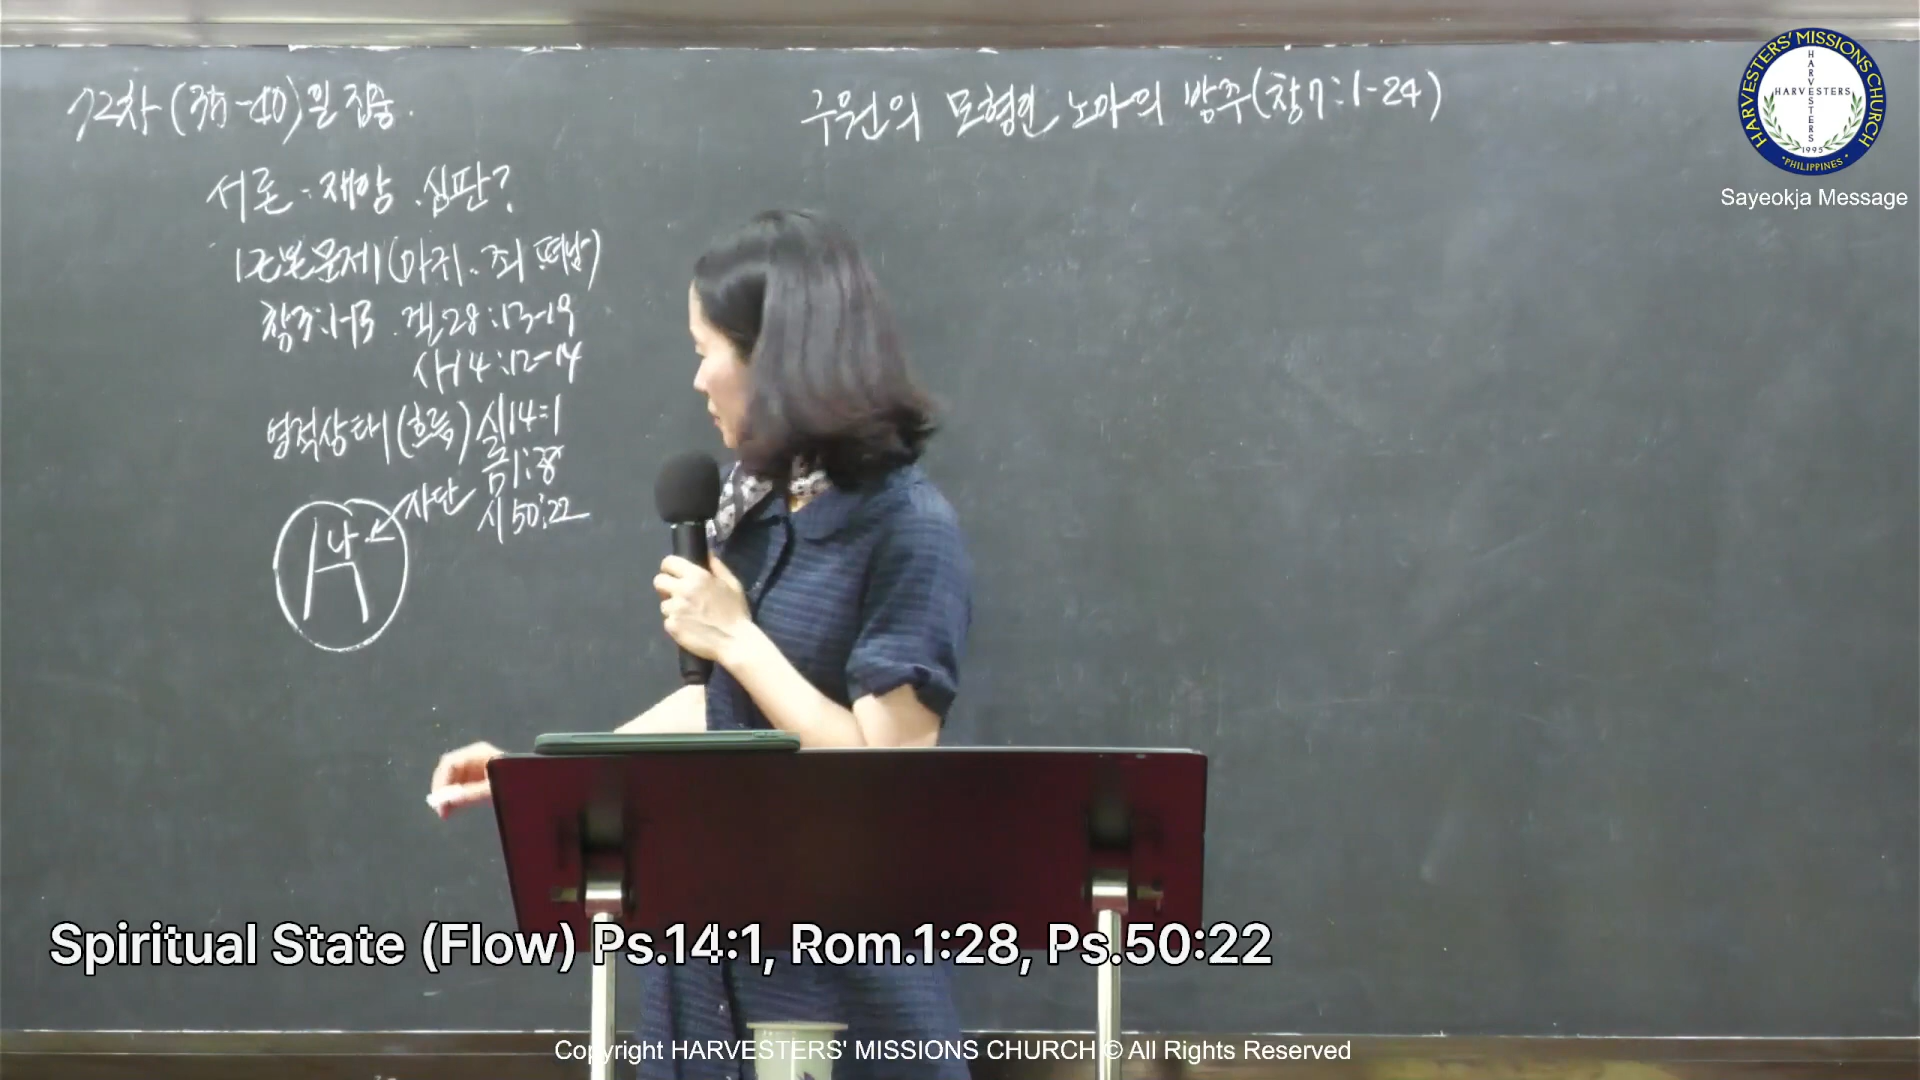 72차 (35-40)일 집중.
구원의 모형인 노아의 방주(창7:1-24)
서론 : 재앙. 심판?
1. 근본문제(마귀. 죄. 떠남)
창3:1-13. 겔28:13-19
사14:12-14
영적상태(흐름) 시14:1
롬1:28
시50:22
사단
나
HARVESTERS' MISSIONS CHURCH
HARVESTERS
HARVESTERS
1995
PHILIPPINES
Sayeokja Message
Spiritual State (Flow) Ps.14:1, Rom.1:28, Ps.50:22
Copyright HARVESTERS' MISSIONS CHURCH © All Rights Reserved